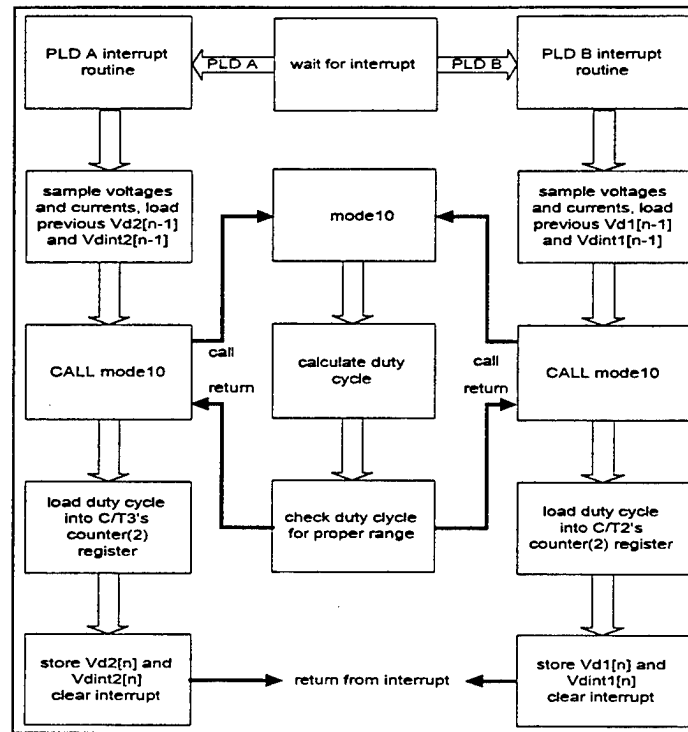 PLD A interrupt
routine
PLD A
wait for interrupt
PLD B
PLD B interrupt
routine
sample voltages
and currents, load
previous Vd2[n-1]
and Vdint2[n-1]
mode10
sample voltages
and currents, load
previous Vd1[n-1]
and Vdint1[n-1]
call
call
CALL mode10
calculate duty
cycle
CALL mode10
return
return
load duty cycle
into C/T3's
counter(2)
register
check duty clycle
for proper range
load duty cycle
into C/T2's
counter(2) register
store Vd2[n] and
Vdint2[n]
clear interrupt
return from interrupt
store Vd1[n] and
Vdint1[n]
clear interrupt